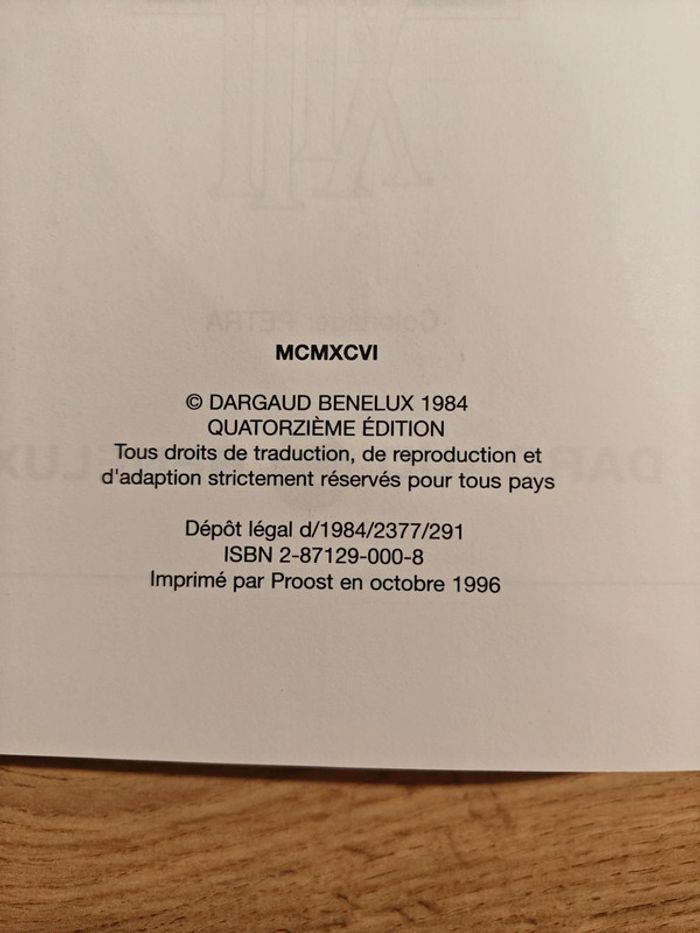 MCMXCVI
© DARGAUD BENELUX 1984
QUATORZIÈME ÉDITION
Tous droits de traduction, de reproduction et
d'adaption strictement réservés pour tous pays
Dépôt légal d/1984/2377/291
ISBN 2-87129-000-8
Imprimé par Proost en octobre 1996